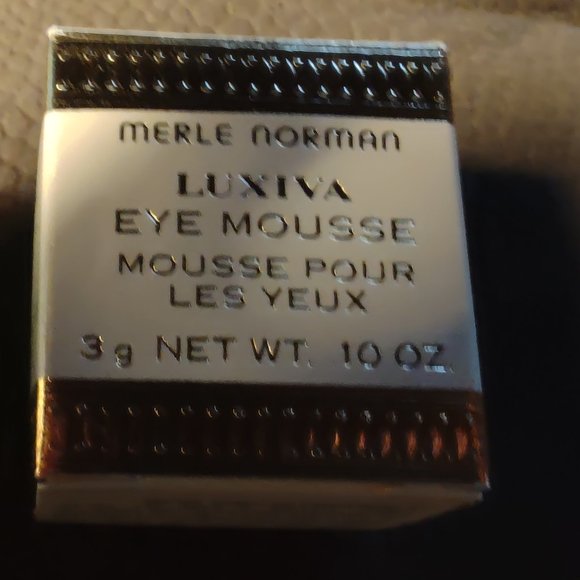 MERLE NORMAN
LUXIVA
EYE MOUSSE
MOUSSE POUR
LES YEUX
3 g NET WT. .10 OZ.